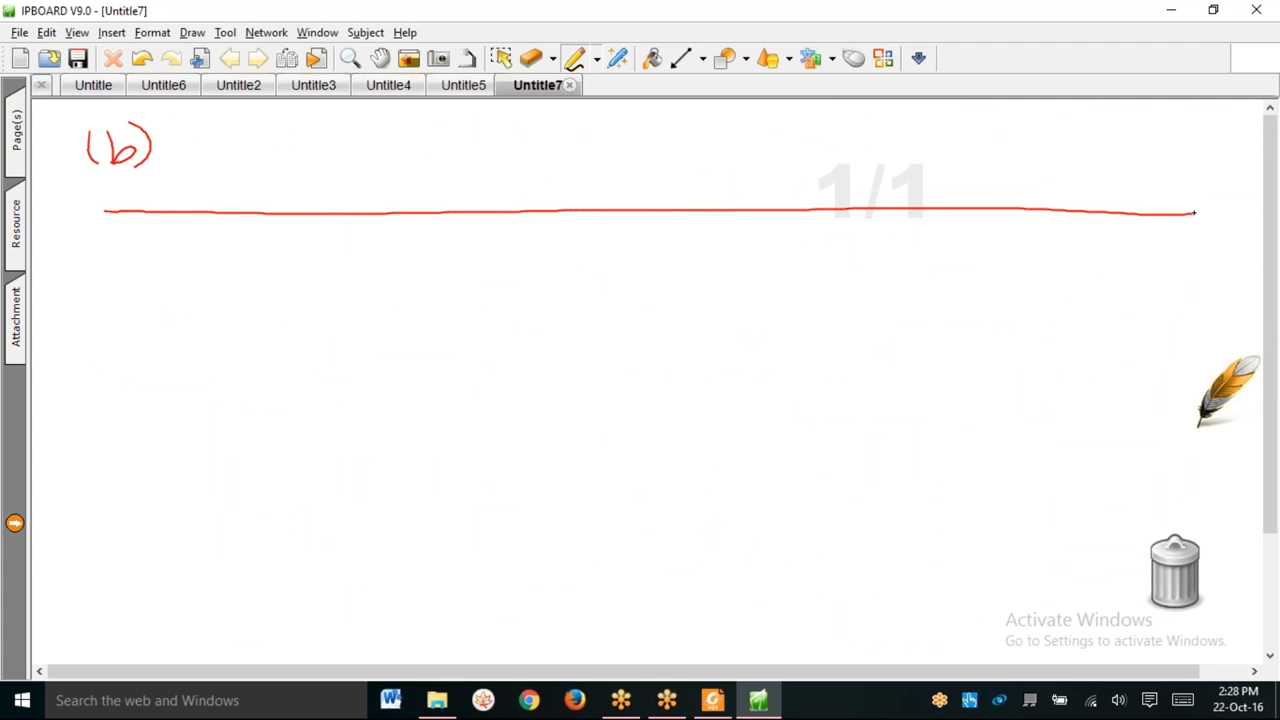 IPBOARD V9.0 - [Untitle7]
File Edit View Insert Format Draw Tool Network Window Subject Help
Untitle Untitle6 Untitle2 Untitle3 Untitle4 Untitle5 Untitle7
Page(s)
Resource
Attachment
(b)
1/1
Activate Windows
Go to Settings to activate Windows.
Search the web and Windows
2:28 PM
22-Oct-16